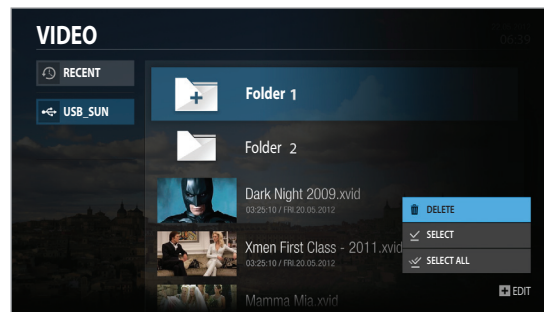 VIDEO
06:39
RECENT
USB_SUN
Folder 1
Folder 2
Dark Night 2009.xvid
03:25:10 / FRI.20.05.2012
Xmen First Class - 2011.xvid
03:25:10 / FRI.20.05.2012
Mamma Mia.xvid
DELETE
SELECT
SELECT ALL
EDIT